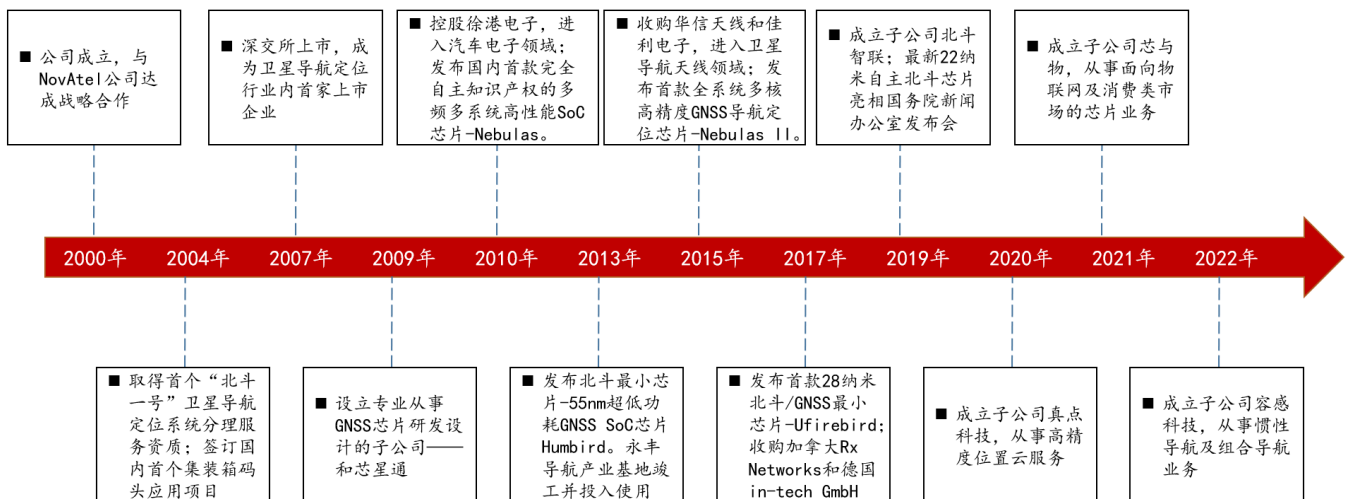 ■ 公司成立，与
NovAtel公司达
成战略合作
■ 深交所上市，成
为卫星导航定位
行业内首家上市
企业
■ 控股徐港电子，进
入汽车电子领域；
发布国内首款完全
自主知识产权的多
频多系统高性能SoC
芯片-Nebulas。
■ 收购华信天线和佳
利电子，进入卫星
导航天线领域；发
布首款全系统多核
高精度GNSS导航定
位芯片-Nebulas II。
■ 成立子公司北斗
智联；最新22纳
米自主北斗芯片
亮相国务院新闻
办公室发布会
■ 成立子公司芯与
物，从事面向物
联网及消费类市
场的芯片业务
2000年 2004年 2007年 2009年 2010年 2013年 2015年 2017年 2019年 2020年 2021年 2022年
■ 取得首个“北斗
一号”卫星导航
定位系统分理服
务资质；签订国
内首个集装箱码
头应用项目
■ 设立专业从事
GNSS芯片研发设
计的子公司——
和芯星通
■ 发布北斗最小芯
片-55nm超低功
耗GNSS SoC芯片
Humbird。永丰
导航产业基地竣
工并投入使用
■ 发布首款28纳米
北斗/GNSS最小
芯片-Ufirebird；
收购加拿大Rx
Networks和德国
in-tech GmbH
■ 成立子公司真点
科技，从事高精
度位置云服务
■ 成立子公司容感
科技，从事惯性
导航及组合导航
业务